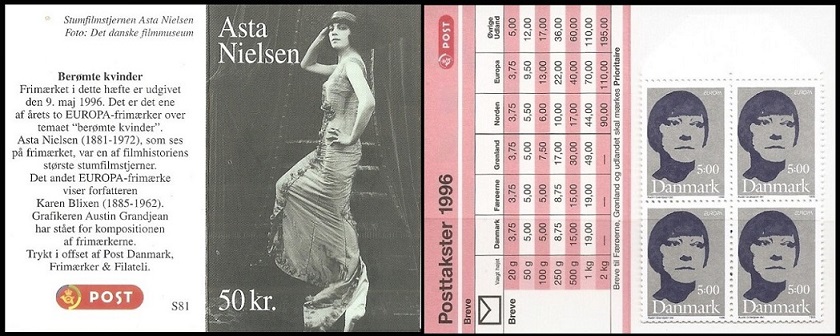 Stumfilmstjernen Asta Nielsen
Foto: Det danske filmmuseum
Berømte kvinder
Frimærket i dette hæfte er udgivet
den 9. maj 1996. Det er det ene
af årets to EUROPA-frimærker over
temaet "berømte kvinder".
Asta Nielsen (1881-1972), som ses
på frimærket, var en af filmhistoriens
største stumfilmstjerner.
Det andet EUROPA-frimærke
viser forfatteren
Karen Blixen (1885-1962).
Grafikeren Austin Grandjean
har stået for kompositionen
af frimærkerne.
Trykt i offset af Post Danmark,
Frimærker & Filateli.
POST
S81
Asta
Nielsen
50 kr.
POST
Posttakster 1996
Breve
Vægt højst
Danmark
Færøerne
Grønland
Norden
Europa
Øvrige
Udland
Breve
20 g 3,75 3,75 3,75 3,75 3,75 5,00
50 g 5,00 5,00 5,00 5,50 9,50 12,00
100 g 5,75 5,75 7,50 10,00 13,00 17,00
250 g 8,75 8,75 15,00 17,00 22,00 36,00
500 g 15,00 15,00 30,00 26,00 40,00 60,00
1 kg 19,00 19,00 49,00 44,00 70,00 110,00
2 kg — — — 90,00 110,00 195,00
Breve til Færøerne, Grønland og udlandet skal mærkes Prioritaire
EUROPA
5.00
Danmark
EUROPA
5.00
Danmark
EUROPA
5.00
Danmark
EUROPA
5.00
Danmark